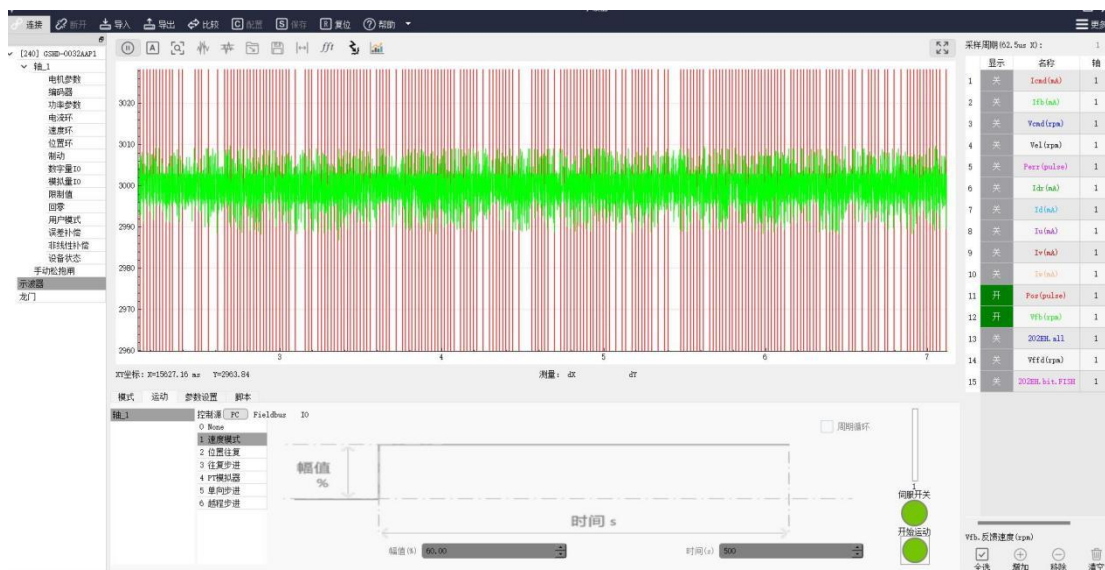 连接 断开 导入 导出 比较 配置 保存 复位 帮助 更多
[240] GSHD-0032AAP1
轴_1
电机参数
编码器
功率参数
电流环
速度环
位置环
制动
数字量IO
模拟量IO
限制值
回零
用户模式
误差补偿
非线性补偿
设备状态
手动松抱闸
示波器
龙门
fft
3020
3010
3000
2990
2980
2970
2960
3 4 5 6 7
XY坐标: X=15627.16 ms Y=2963.84 测量: dX dY
模式 运动 参数设置 脚本
轴_1
控制源 PC Fieldbus IO
0 None
1 速度模式
2 位置往复
3 往复步进
4 PT模拟器
5 单向步进
6 越程步进
周期循环
幅值
%
时间 s
幅值(%) 60.00 时间(s) 500
1
伺服开关
开始运动
采样周期(62.5us X): 1
显示 名称 轴
1 关 Icmd(mA) 1
2 关 Ifb(mA) 1
3 关 Vcmd(rpm) 1
4 关 Vel(rpm) 1
5 关 Perr(pulse) 1
6 关 Idr(mA) 1
7 关 Id(mA) 1
8 关 Iu(mA) 1
9 关 Iv(mA) 1
10 关 1
11 开 Pos(pulse) 1
12 开 Vfb(rpm) 1
13 关 202EH.all 1
14 关 Vffd(rpm) 1
15 关 202EH.bit.PISH 1
Vfb.反馈速度(rpm)
全选 增加 移除 清空